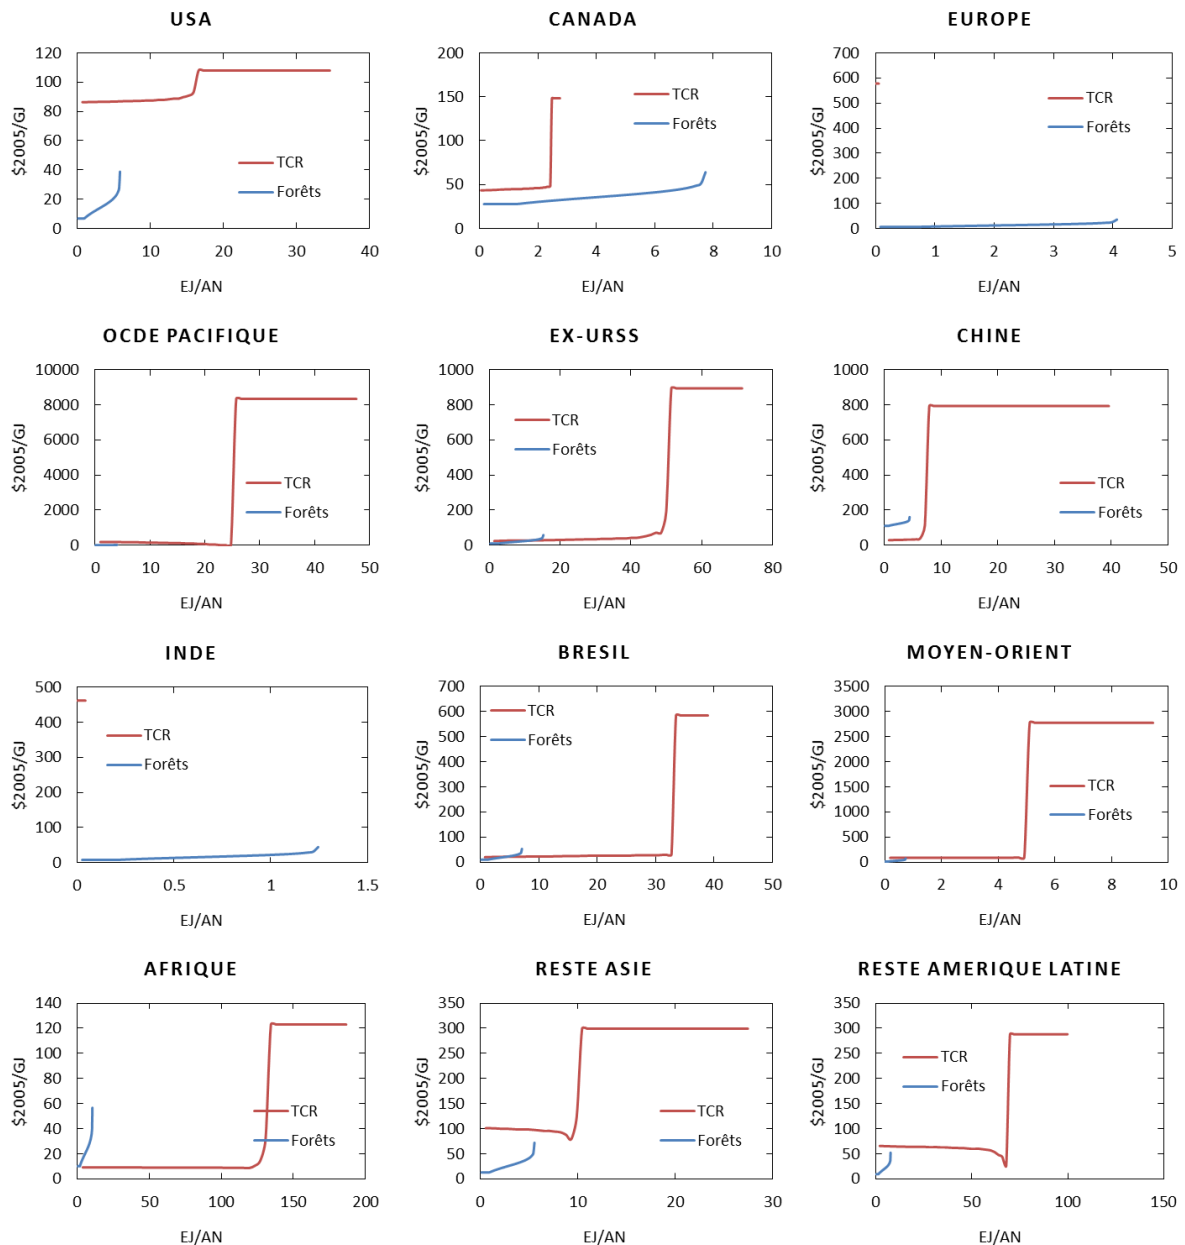 USA
120
100
80
60
40
20
0
$2005/GJ
TCR
Forêts
0 10 20 30 40
EJ/AN
CANADA
200
150
100
50
0
$2005/GJ
TCR
Forêts
0 2 4 6 8 10
EJ/AN
EUROPE
700
600
500
400
300
200
100
0
$2005/GJ
TCR
Forêts
0 1 2 3 4 5
EJ/AN
OCDE PACIFIQUE
10000
8000
6000
4000
2000
0
$2005/GJ
TCR
Forêts
0 10 20 30 40 50
EJ/AN
EX-URSS
1000
800
600
400
200
0
$2005/GJ
TCR
Forêts
0 20 40 60 80
EJ/AN
CHINE
1000
800
600
400
200
0
$2005/GJ
TCR
Forêts
0 10 20 30 40 50
EJ/AN
INDE
500
400
300
200
100
0
$2005/GJ
TCR
Forêts
0 0.5 1 1.5
EJ/AN
BRESIL
700
600
500
400
300
200
100
0
$2005/GJ
TCR
Forêts
0 10 20 30 40 50
EJ/AN
MOYEN-ORIENT
3500
3000
2500
2000
1500
1000
500
0
$2005/GJ
TCR
Forêts
0 2 4 6 8 10
EJ/AN
AFRIQUE
140
120
100
80
60
40
20
0
$2005/GJ
TCR
Forêts
0 50 100 150 200
EJ/AN
RESTE ASIE
350
300
250
200
150
100
50
0
$2005/GJ
TCR
Forêts
0 10 20 30
EJ/AN
RESTE AMERIQUE LATINE
350
300
250
200
150
100
50
0
$2005/GJ
TCR
Forêts
0 50 100 150
EJ/AN